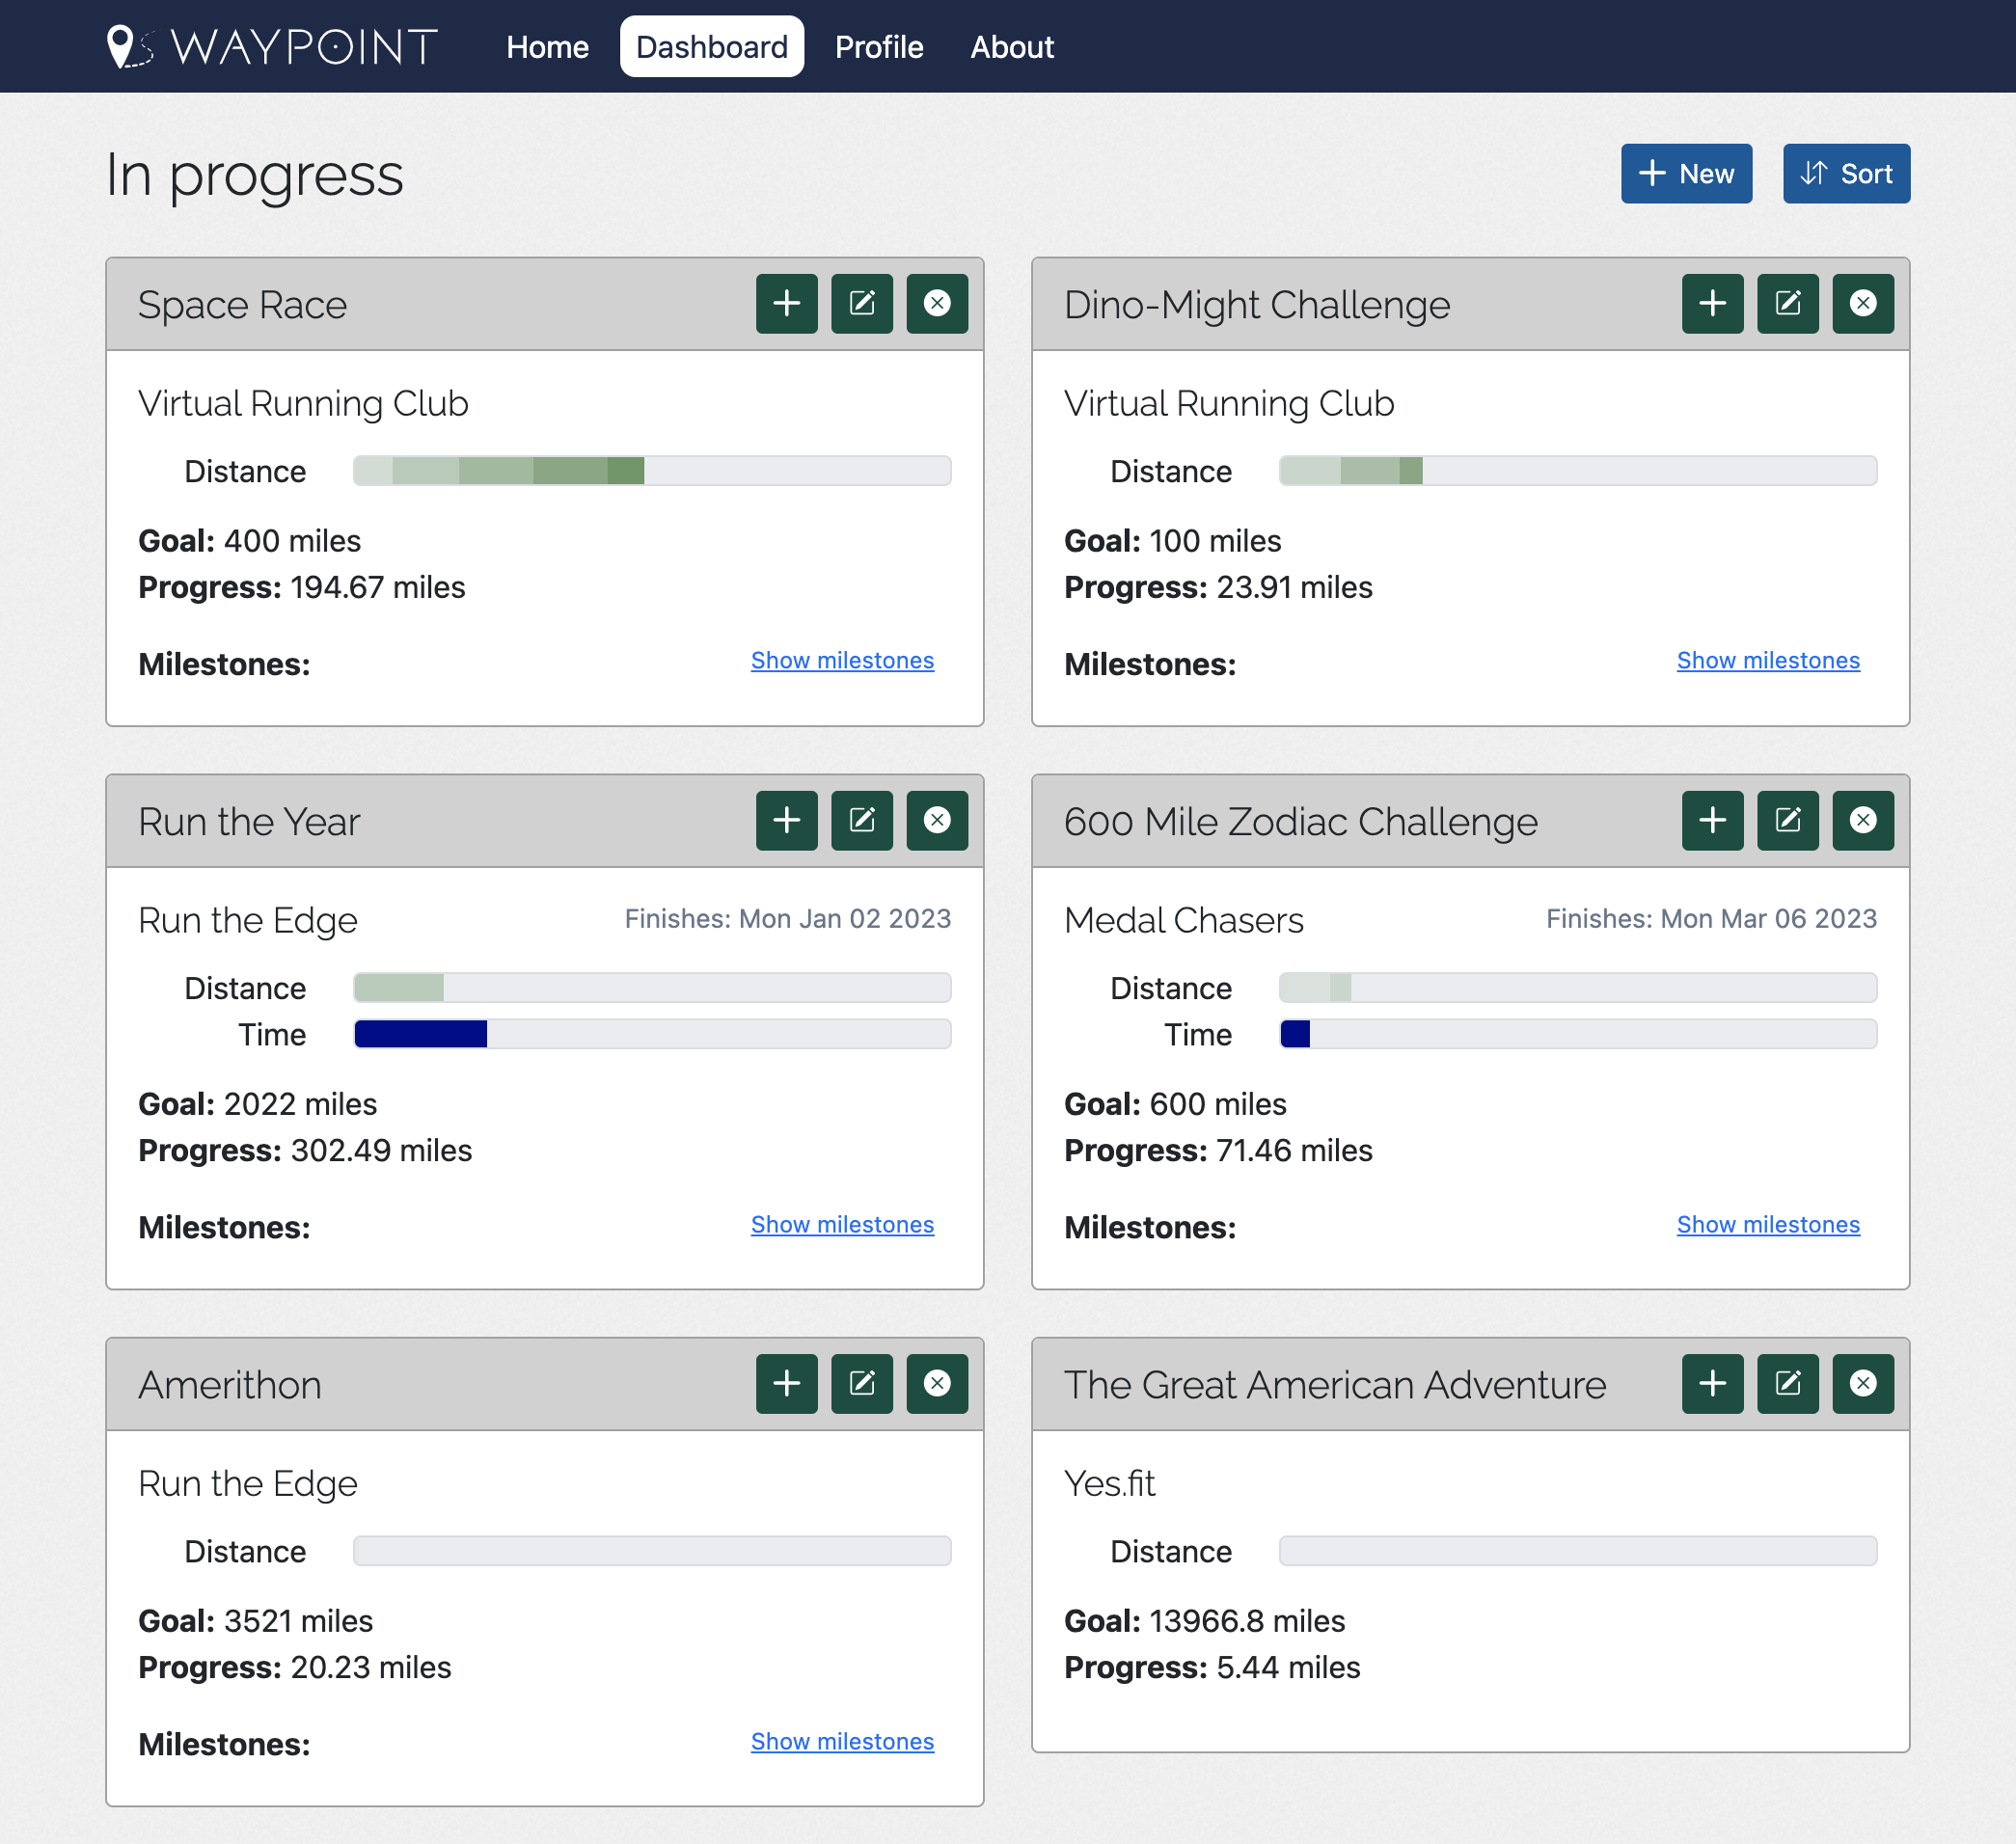 WAYPOINT Home Dashboard Profile About
In progress
New Sort
Space Race
Virtual Running Club
Distance
Goal: 400 miles
Progress: 194.67 miles
Milestones: Show milestones
Dino-Might Challenge
Virtual Running Club
Distance
Goal: 100 miles
Progress: 23.91 miles
Milestones: Show milestones
Run the Year
Run the Edge Finishes: Mon Jan 02 2023
Distance
Time
Goal: 2022 miles
Progress: 302.49 miles
Milestones: Show milestones
600 Mile Zodiac Challenge
Medal Chasers Finishes: Mon Mar 06 2023
Distance
Time
Goal: 600 miles
Progress: 71.46 miles
Milestones: Show milestones
Amerithon
Run the Edge
Distance
Goal: 3521 miles
Progress: 20.23 miles
Milestones: Show milestones
The Great American Adventure
Yes.fit
Distance
Goal: 13966.8 miles
Progress: 5.44 miles